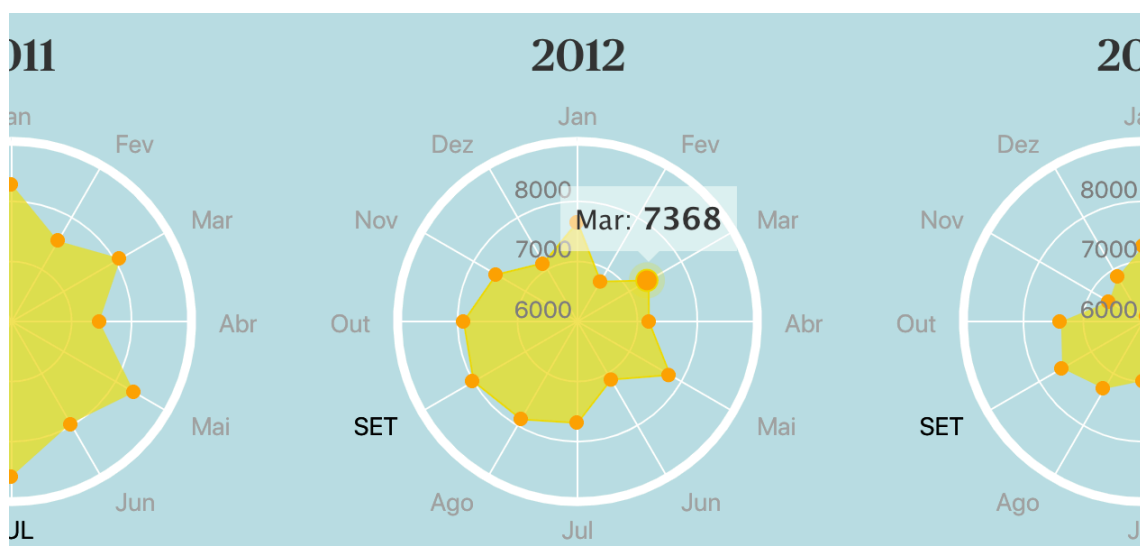 011
2012
20
an
Fev
Mar
Abr
Mai
Jun
UL
Jan
Fev
Mar
Abr
Mai
Jun
Jul
Ago
SET
Out
Nov
Dez
8000
7000
6000
Mar: 7368
Ja
Dez
Nov
Out
SET
Ago
J
8000
7000
6000